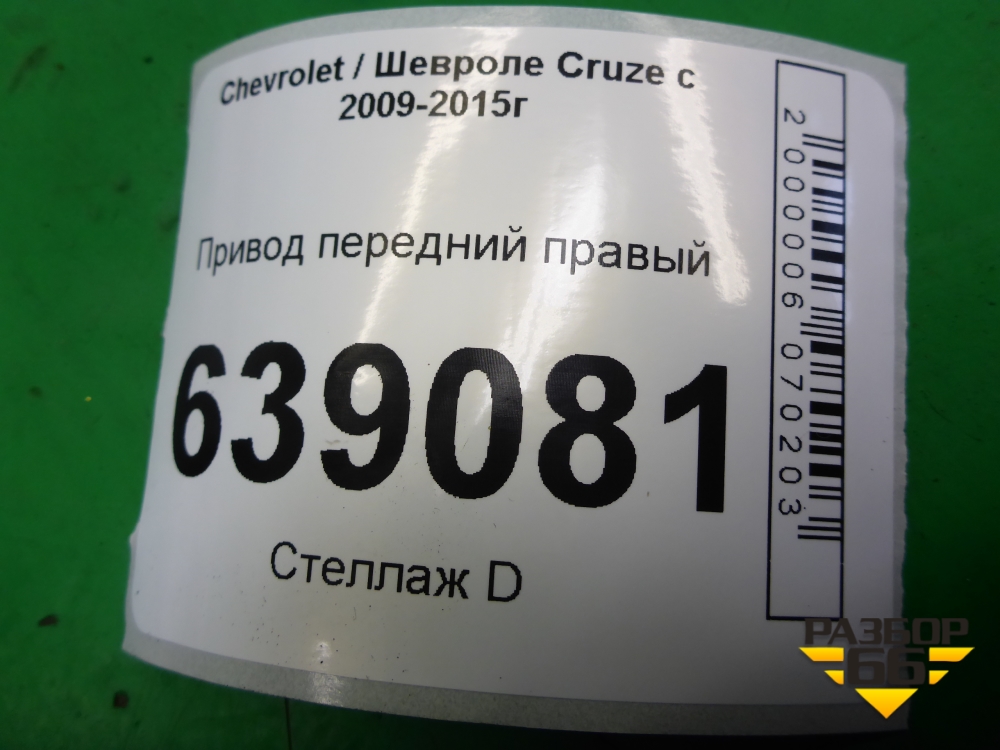 Chevrolet / Шевроле Cruze с
2009-2015г
Привод передний правый
639081
Стеллаж D
2000006070203
РАЗБОР
66